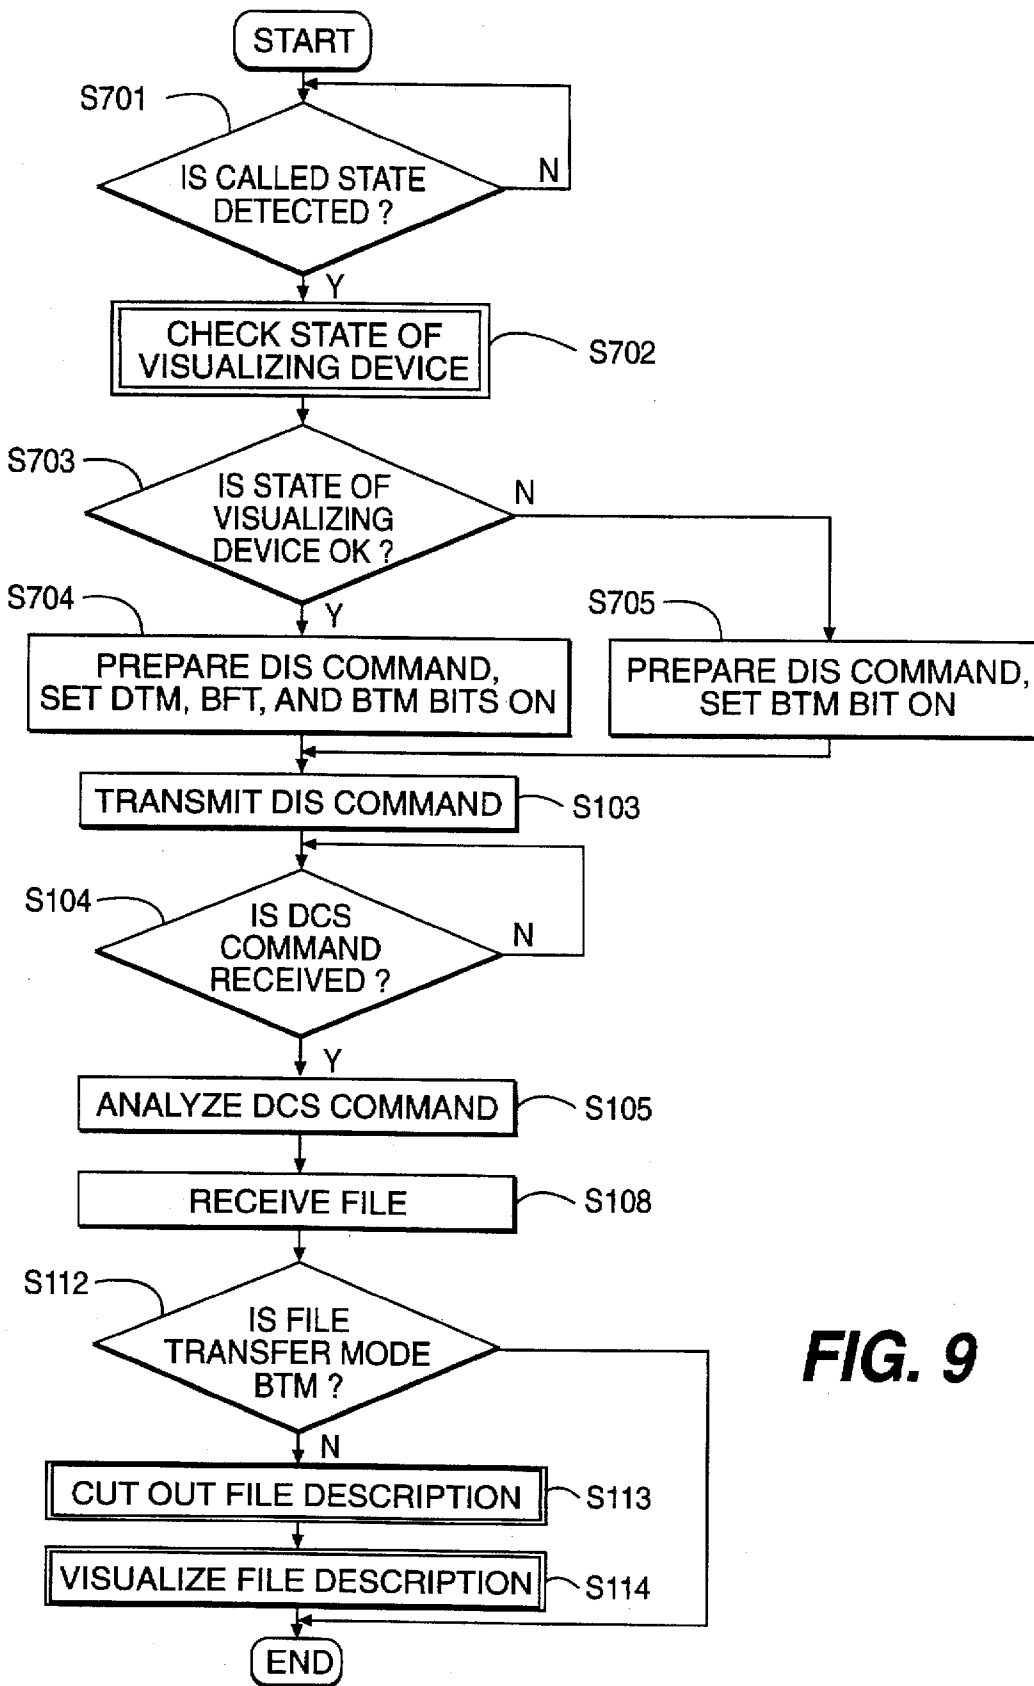 START
S701
IS CALLED STATE
DETECTED ?
N
Y
CHECK STATE OF
VISUALIZING DEVICE
S702
S703
IS STATE OF
VISUALIZING
DEVICE OK ?
N
Y
S704
PREPARE DIS COMMAND,
SET DTM, BFT, AND BTM BITS ON
S705
PREPARE DIS COMMAND,
SET BTM BIT ON
TRANSMIT DIS COMMAND
S103
S104
IS DCS
COMMAND
RECEIVED ?
N
Y
ANALYZE DCS COMMAND
S105
RECEIVE FILE
S108
S112
IS FILE
TRANSFER MODE
BTM ?
N
CUT OUT FILE DESCRIPTION
S113
VISUALIZE FILE DESCRIPTION
S114
END
FIG. 9